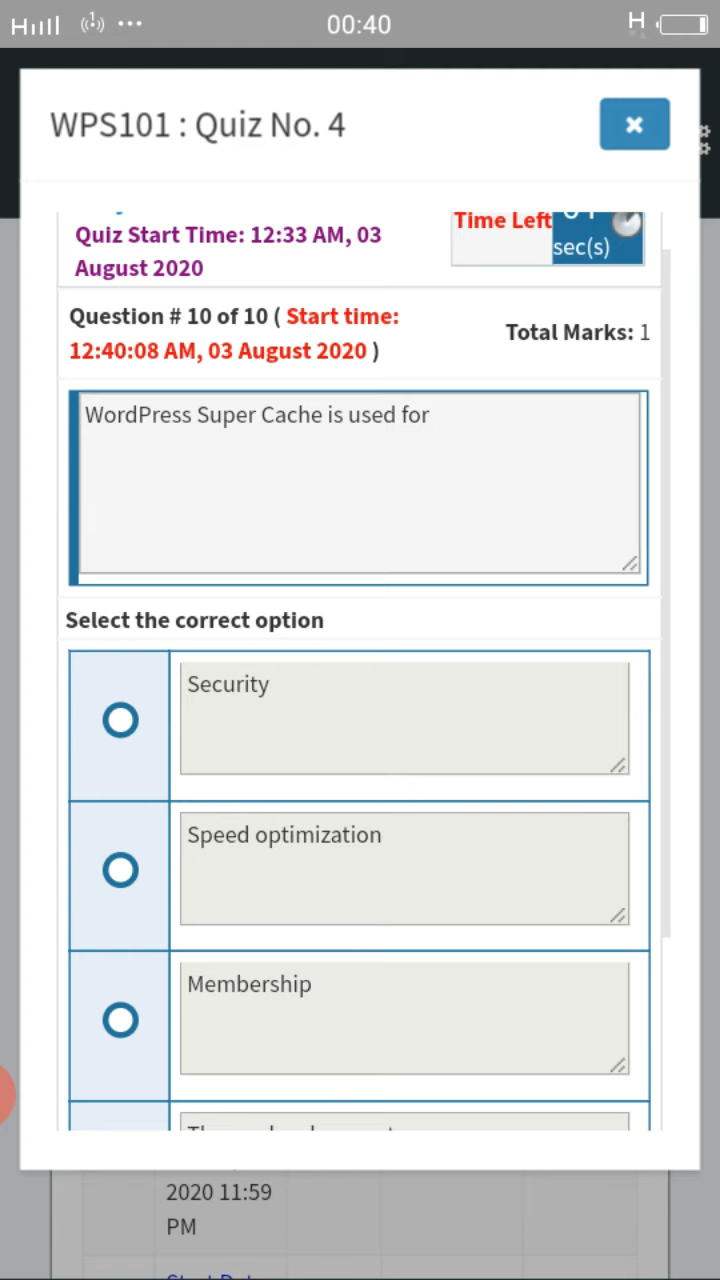 00:40
H
WPS101 : Quiz No. 4
Quiz Start Time: 12:33 AM, 03
August 2020
Time Left
sec(s)
Question # 10 of 10 ( Start time:
12:40:08 AM, 03 August 2020 )
Total Marks: 1
WordPress Super Cache is used for
Select the correct option
Security
Speed optimization
Membership
2020 11:59
PM